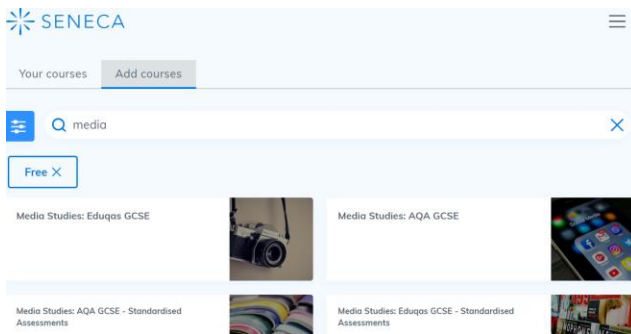 SENECA
Your courses Add courses
media
Free
Media Studies: Eduqas GCSE
Media Studies: AQA GCSE
Media Studies: AQA GCSE - Standardised
Assessments
Media Studies: Eduqas GCSE - Standardised
Assessments